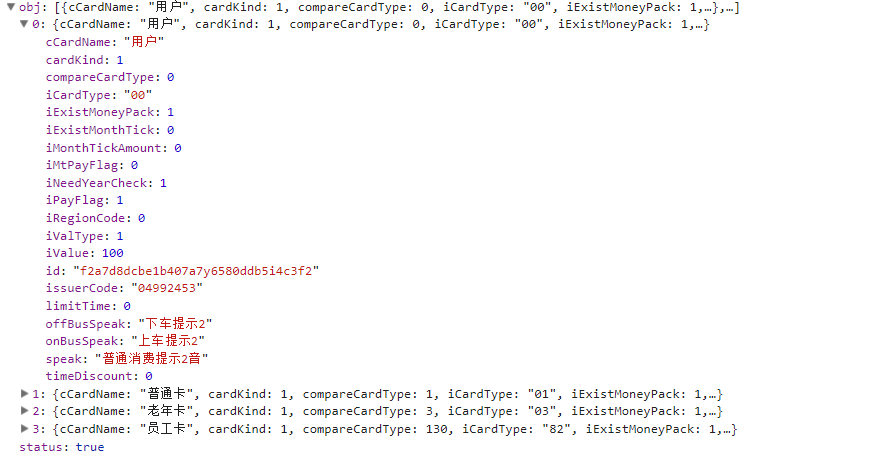 ▼obj: [{cCardName: "用户", cardKind: 1, compareCardType: 0, iCardType: "00", iExistMoneyPack: 1,…},…]
▼0: {cCardName: "用户", cardKind: 1, compareCardType: 0, iCardType: "00", iExistMoneyPack: 1,…}
cCardName: "用户"
cardKind: 1
compareCardType: 0
iCardType: "00"
iExistMoneyPack: 1
iExistMonthTick: 0
iMonthTickAmount: 0
iMtPayFlag: 0
iNeedYearCheck: 1
iPayFlag: 1
iRegionCode: 0
iValType: 1
iValue: 100
id: "f2a7d8dcbe1b407a7y6580ddb5i4c3f2"
issuerCode: "04992453"
limitTime: 0
offBusSpeak: "下车提示2"
onBusSpeak: "上车提示2"
speak: "普通消费提示2音"
timeDiscount: 0
▶1: {cCardName: "普通卡", cardKind: 1, compareCardType: 1, iCardType: "01", iExistMoneyPack: 1,…}
▶2: {cCardName: "老年卡", cardKind: 1, compareCardType: 3, iCardType: "03", iExistMoneyPack: 1,…}
▶3: {cCardName: "员工卡", cardKind: 1, compareCardType: 130, iCardType: "82", iExistMoneyPack: 1,…}
status: true